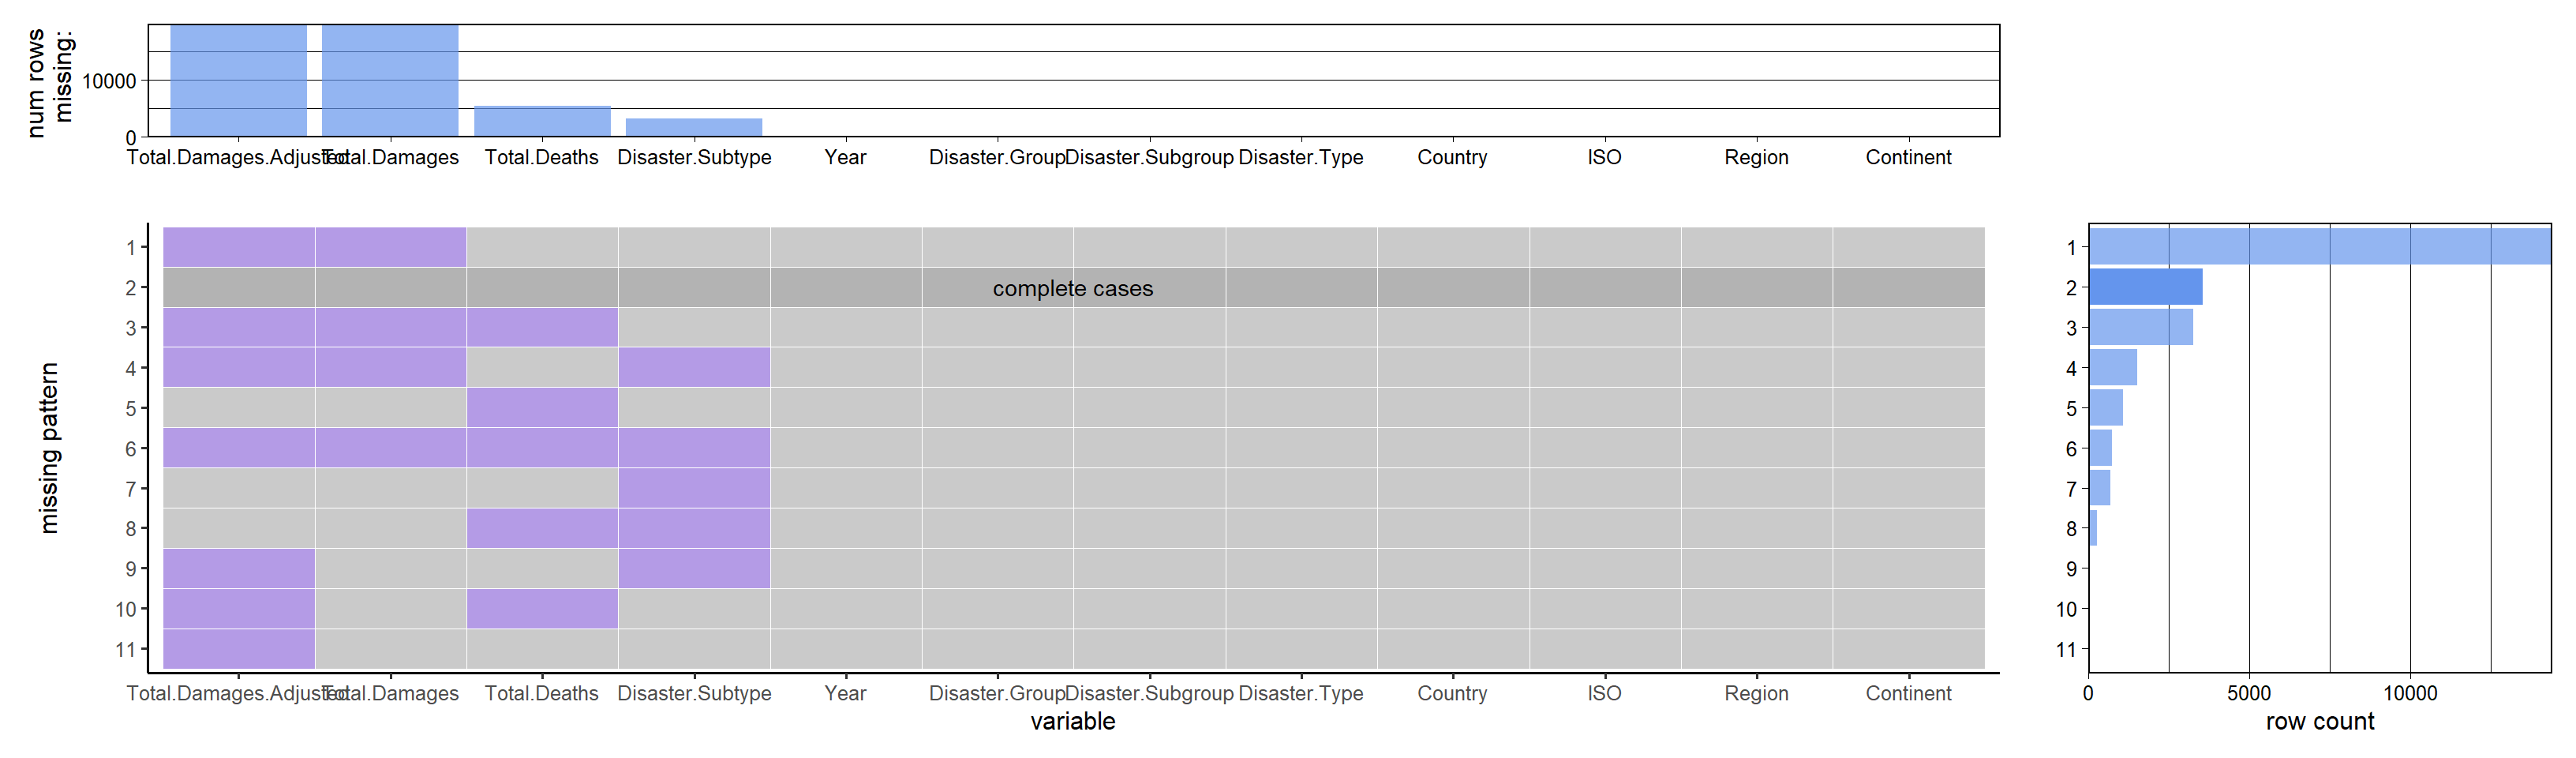 num rows
missing:
10000
0
Total.Damages.Adjusted Total.Damages Total.Deaths Disaster.Subtype Year Disaster.Group Disaster.Subgroup Disaster.Type Country ISO Region Continent
missing pattern
1
2
3
4
5
6
7
8
9
10
11
complete cases
Total.Damages.Adjusted Total.Damages Total.Deaths Disaster.Subtype Year Disaster.Group Disaster.Subgroup Disaster.Type Country ISO Region Continent
variable
1
2
3
4
5
6
7
8
9
10
11
0 5000 10000
row count